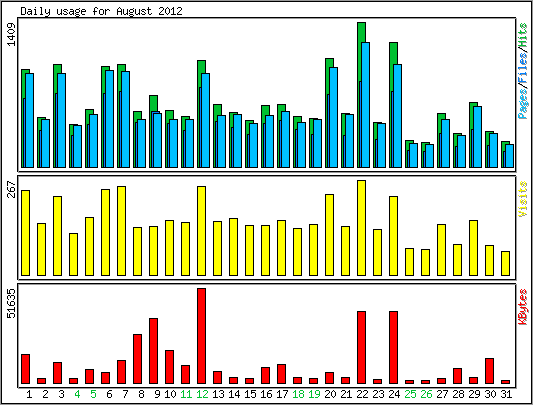 Daily usage for August 2012
1409
Pages/Files/Hits
267
Visits
51635
KBytes
1 2 3 4 5 6 7 8 9 10 11 12 13 14 15 16 17 18 19 20 21 22 23 24 25 26 27 28 29 30 31